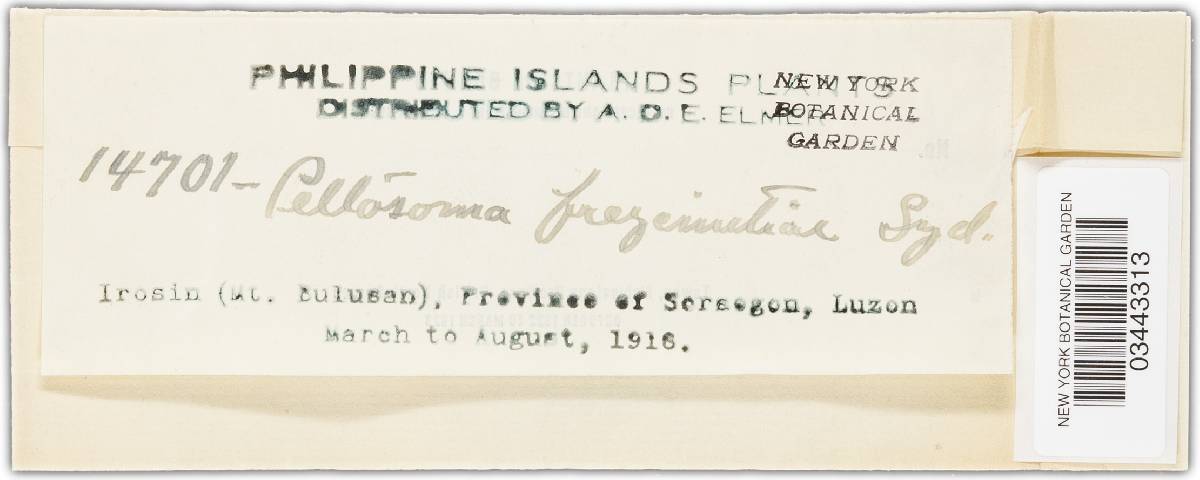 PHILIPPINE ISLANDS PLANTS
DISTRIBUTED BY A. D. E. ELMER
NEW YORK
BOTANICAL
GARDEN
14701- Peltosoma freycinetiae Syd.
Irosin (Mt. Bulusan), Province of Sorsogon, Luzon
March to August, 1916.
NEW YORK BOTANICAL GARDEN
03443313